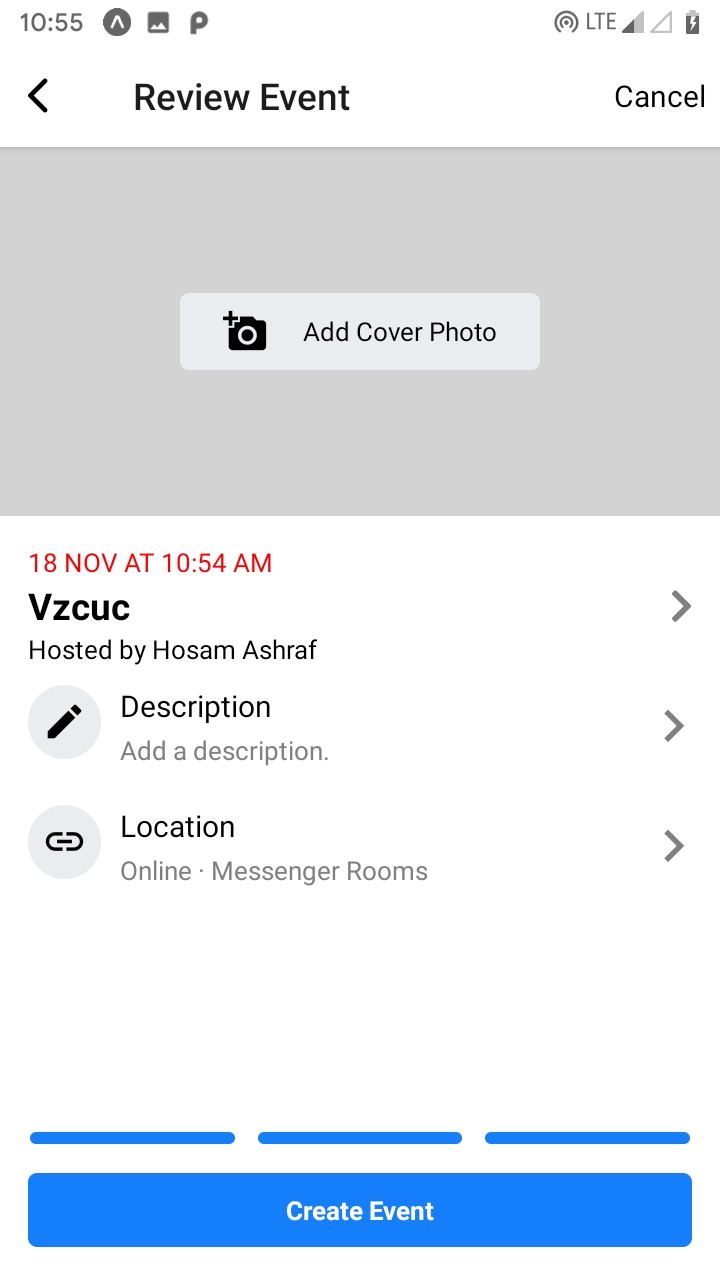 10:55 LTE
Review Event Cancel
Add Cover Photo
18 NOV AT 10:54 AM
Vzcuc
Hosted by Hosam Ashraf
Description
Add a description.
Location
Online · Messenger Rooms
Create Event